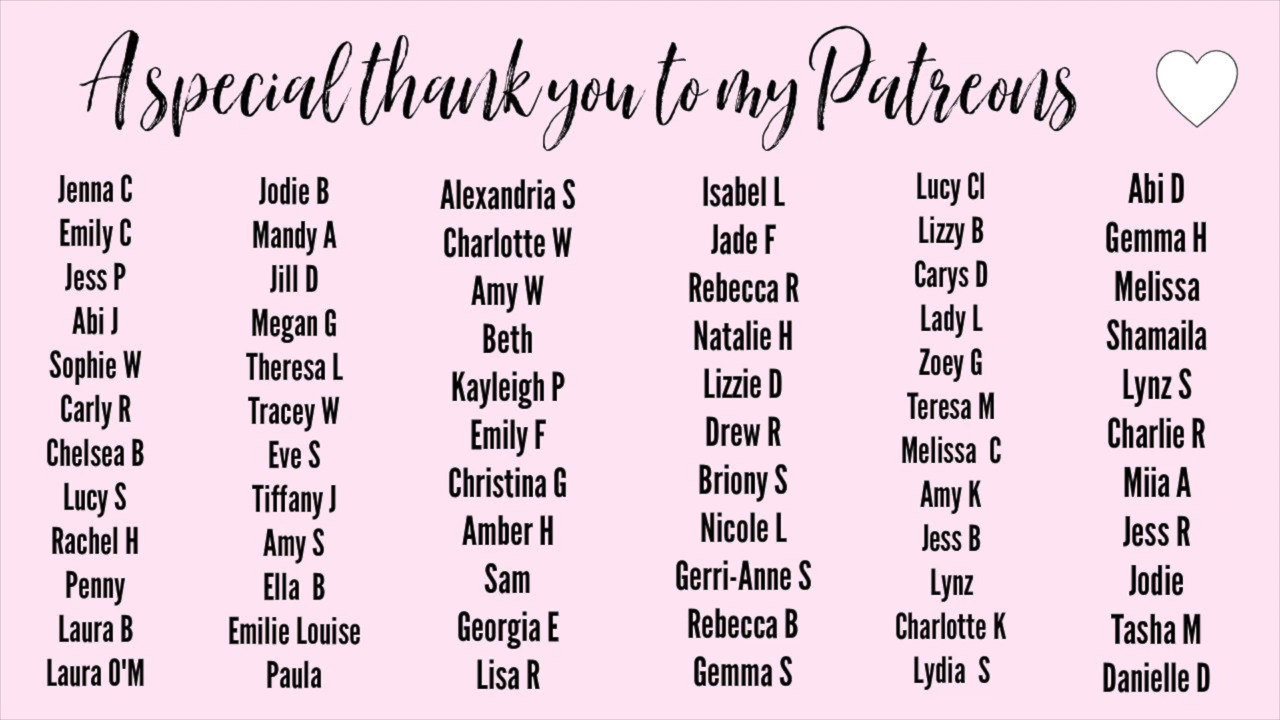 A special thank you to my Patreons
Jenna C
Emily C
Jess P
Abi J
Sophie W
Carly R
Chelsea B
Lucy S
Rachel H
Penny
Laura B
Laura O'M
Jodie B
Mandy A
Jill D
Megan G
Theresa L
Tracey W
Eve S
Tiffany J
Amy S
Ella B
Emilie Louise
Paula
Alexandria S
Charlotte W
Amy W
Beth
Kayleigh P
Emily F
Christina G
Amber H
Sam
Georgia E
Lisa R
Isabel L
Jade F
Rebecca R
Natalie H
Lizzie D
Drew R
Briony S
Nicole L
Gerri-Anne S
Rebecca B
Gemma S
Lucy Cl
Lizzy B
Carys D
Lady L
Zoey G
Teresa M
Melissa C
Amy K
Jess B
Lynz
Charlotte K
Lydia S
Abi D
Gemma H
Melissa
Shamaila
Lynz S
Charlie R
Miia A
Jess R
Jodie
Tasha M
Danielle D